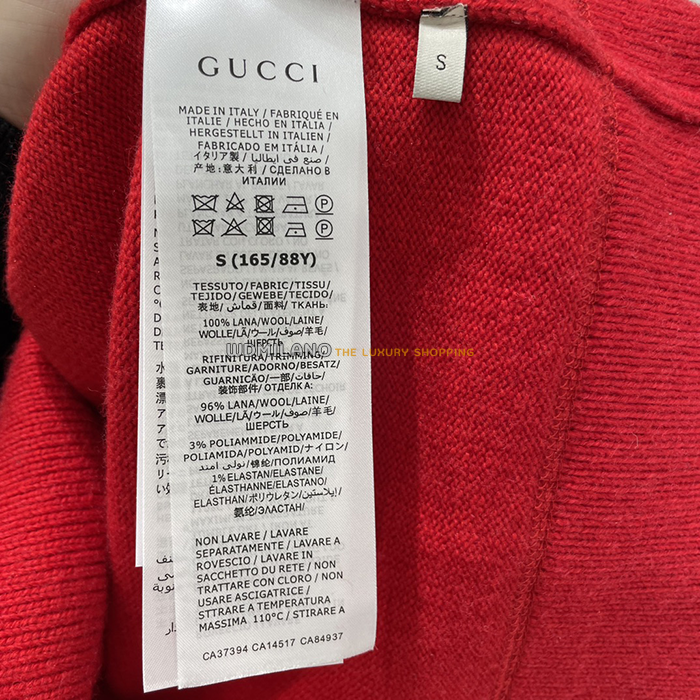 GUCCI
S
MADE IN ITALY / FABRIQUÉ EN
ITALIE / HECHO EN ITALIA /
HERGESTELLT IN ITALIEN /
FABRICADO EM ITALIA /
イタリア製 / صنع في ايطاليا /
产地:意大利 / СДЕЛАНО В
ИТАЛИИ
S (165/88Y)
TESSUTO/FABRIC/TISSU/
TEJIDO/GEWEBE/TECIDO/
表地/قماش/面料/ТКАНЬ:
100% LANA/WOOL/LAINE/
WOLLE/LÃ/ウール/صوف/羊毛/
ШЕРСТЬ
WDMILANO THE LUXURY SHOPPING
RIFINITURA/TRIMMING/
GARNITURE/ADORNO/BESATZ/
GUARNICÃO/一部/حافات/
装饰部件/ОТДЕЛКА:
96% LANA/WOOL/LAINE/
WOLLE/LÃ/ウール/صوف/羊毛/
ШЕРСТЬ
3% POLIAMMIDE/POLYAMIDE/
POLIAMIDA/POLYAMID/ナイロン/
بولي امند/锦纶/ПОЛИАМИД
1% ELASTAN/ELASTANE/
ÉLASTHANNE/ELASTANO/
ELASTHAN/ポリウレタン/إيلاستين/
氨纶/ЭЛАСТАН/
NON LAVARE / LAVARE
SEPARATAMENTE / LAVARE A
ROVESCIO / LAVARE IN
SACCHETTO DU RETE / NON
TRATTARE CON CLORO / NON
USARE ASCIGATRICE /
STTRARE A TEMPERATURA
MASSIMA 110°C / STIRARE A
CA37394 CA14517 CA84937